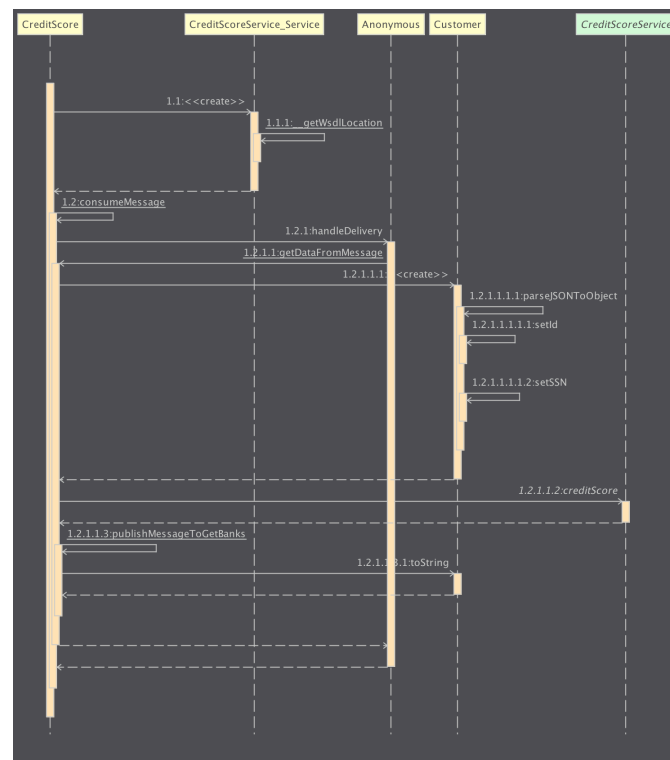 CreditScore
CreditScoreService_Service
Anonymous
Customer
CreditScoreService
1.1:<<create>>
1.1.1:__getWsdlLocation
1.2:consumeMessage
1.2.1:handleDelivery
1.2.1.1:getDataFromMessage
1.2.1.1.1:<<create>>
1.2.1.1.1.1:parseJSONToObject
1.2.1.1.1.1.1:setId
1.2.1.1.1.1.2:setSSN
1.2.1.1.2:creditScore
1.2.1.1.3:publishMessageToGetBanks
1.2.1.1.3.1:toString